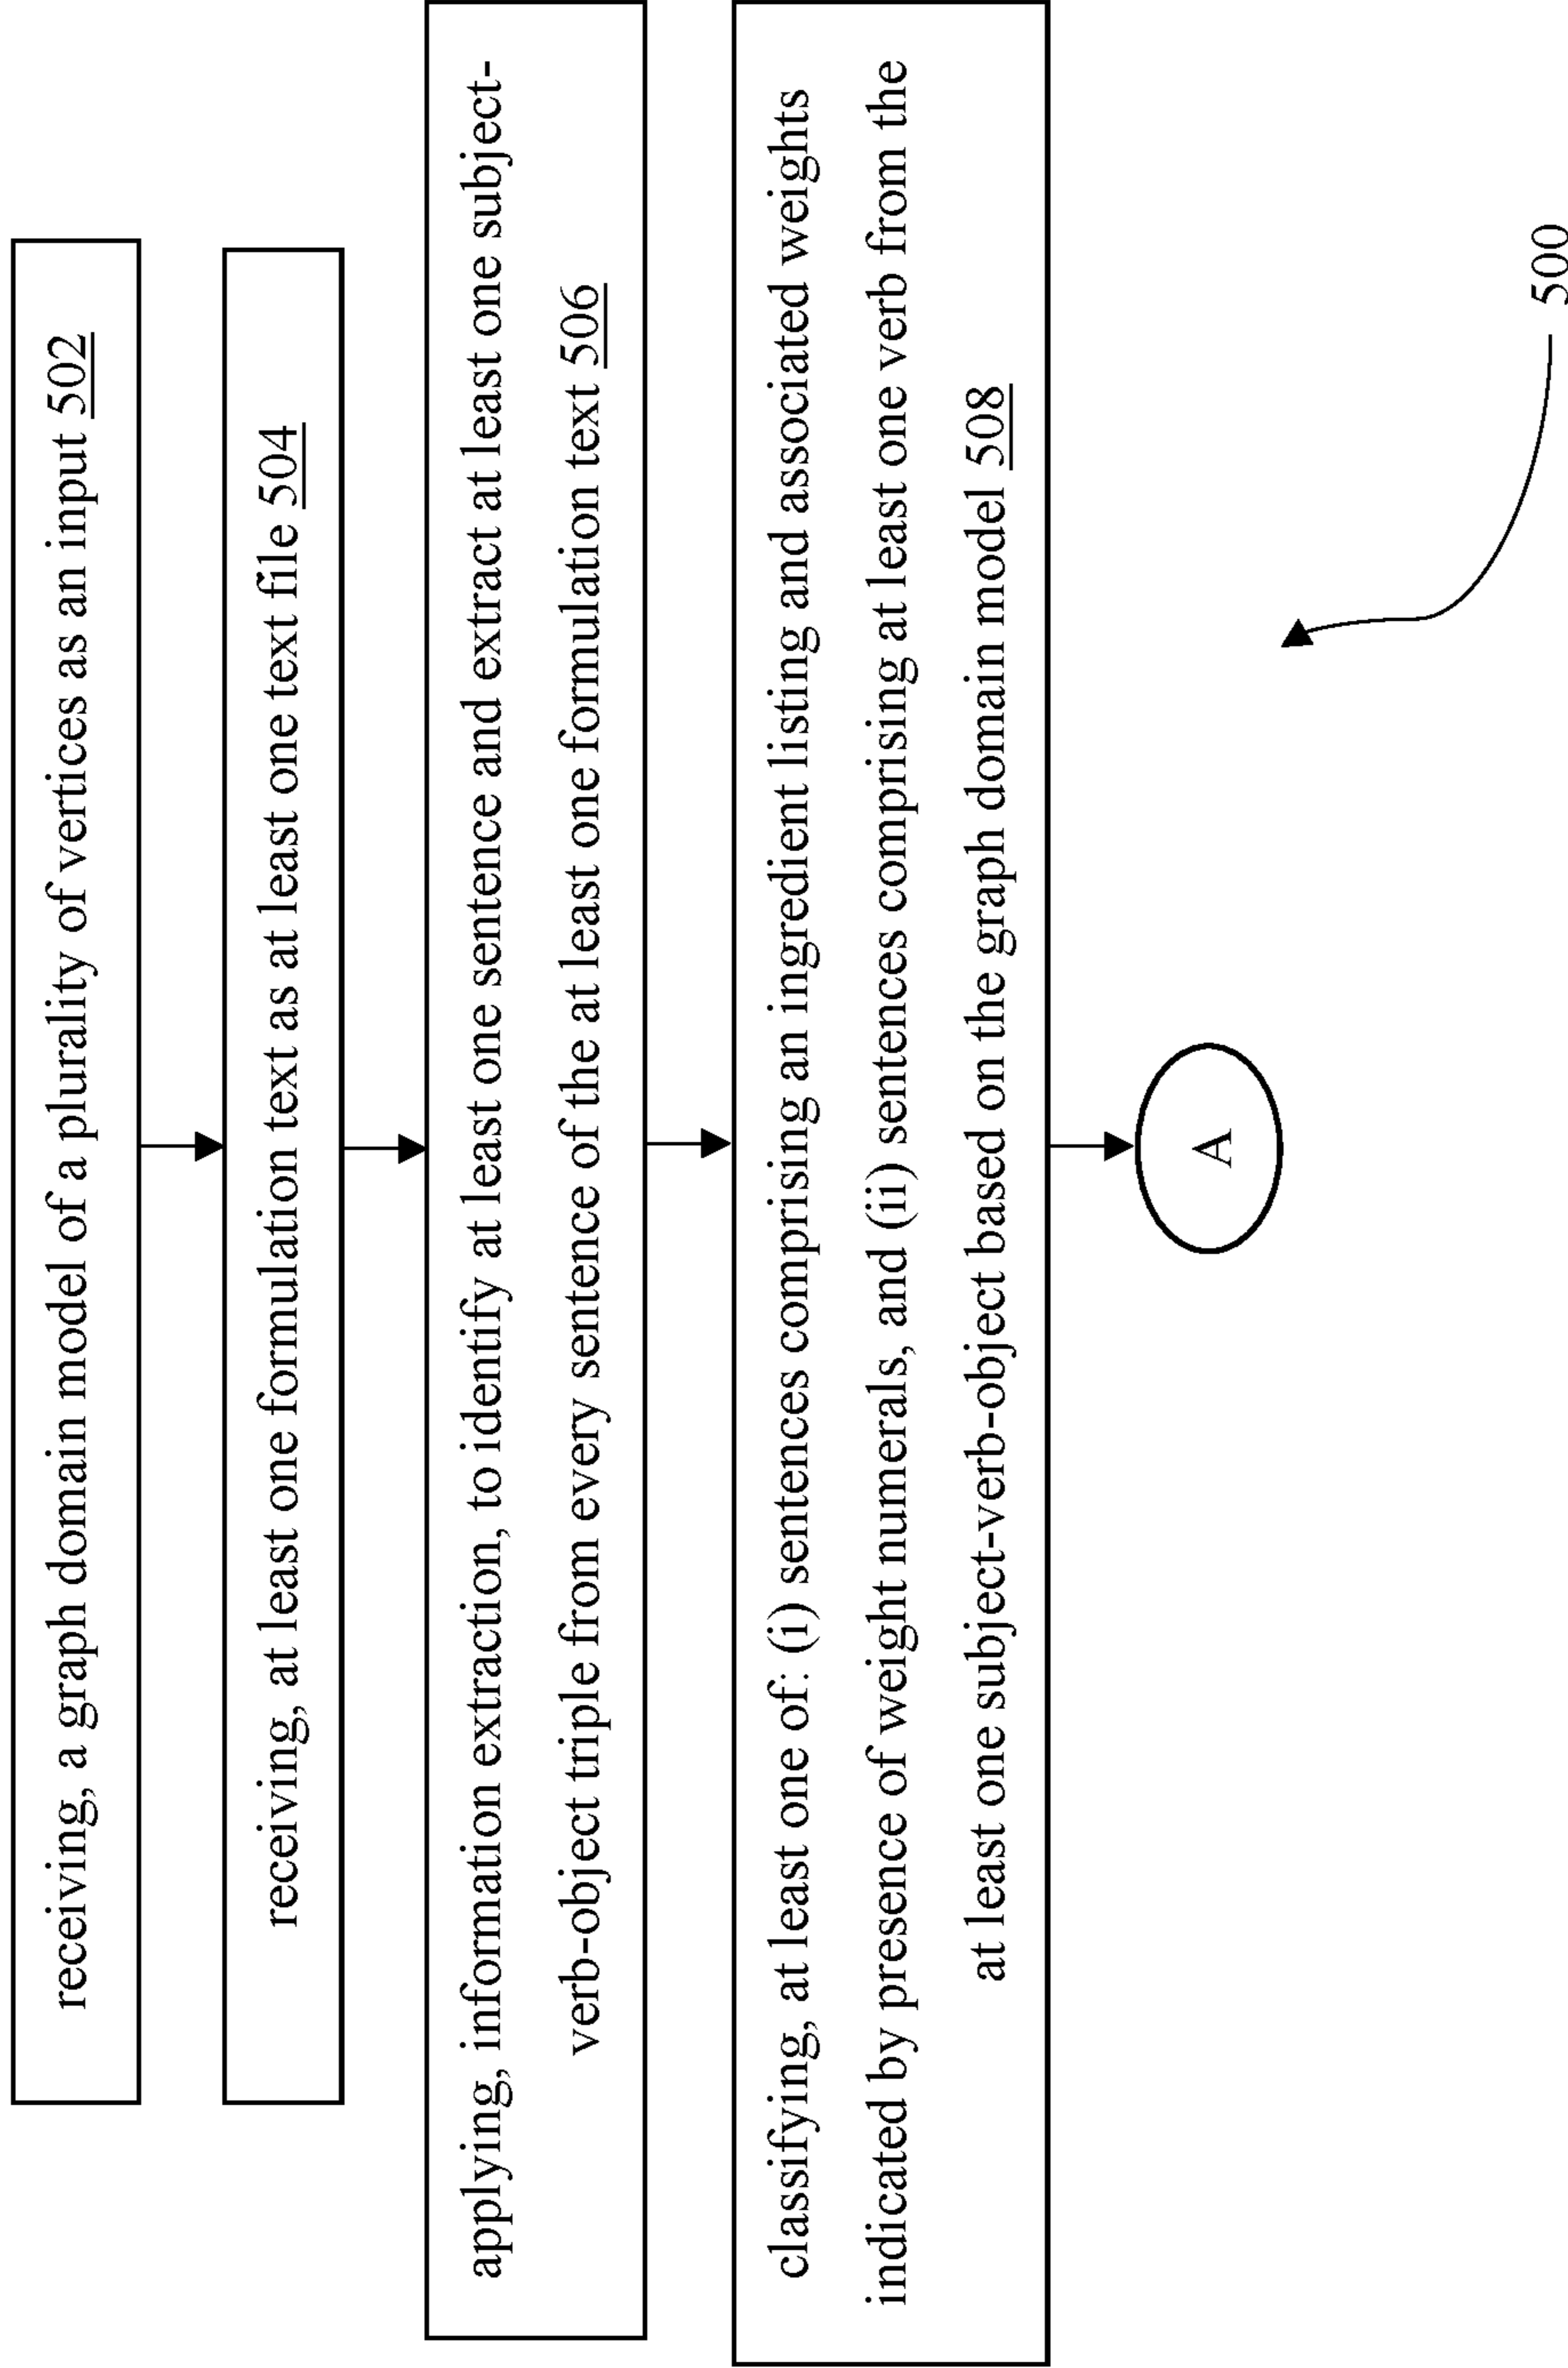 receiving, a graph domain model of a plurality of vertices as an input 502
receiving, at least one formulation text as at least one text file 504
applying, information extraction, to identify at least one sentence and extract at least one subject-
verb-object triple from every sentence of the at least one formulation text 506
classifying, at least one of: (i) sentences comprising an ingredient listing and associated weights
indicated by presence of weight numerals, and (ii) sentences comprising at least one verb from the
at least one subject-verb-object based on the graph domain model 508
A
500